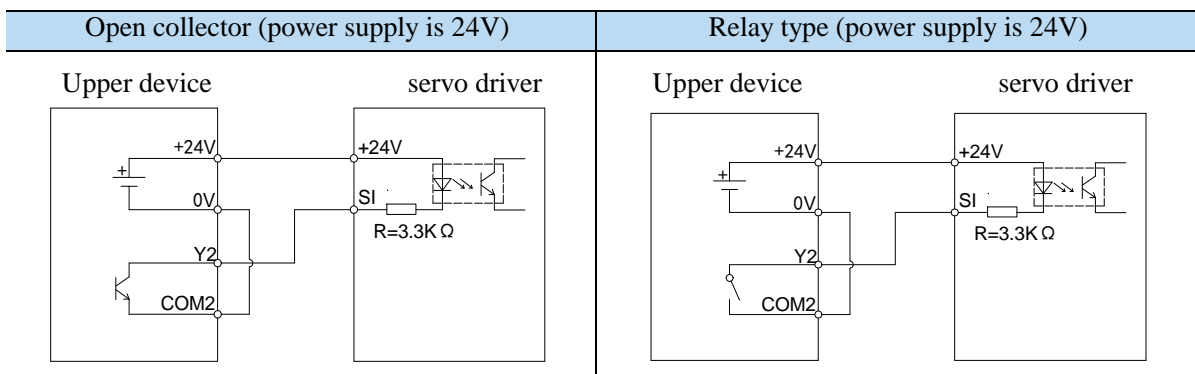 Open collector (power supply is 24V)
Relay type (power supply is 24V)
Upper device
servo driver
+24V
+24V
+
0V
SI
R=3.3KΩ
Y2
COM2
Upper device
servo driver
+24V
+24V
+
0V
SI
R=3.3KΩ
Y2
COM2